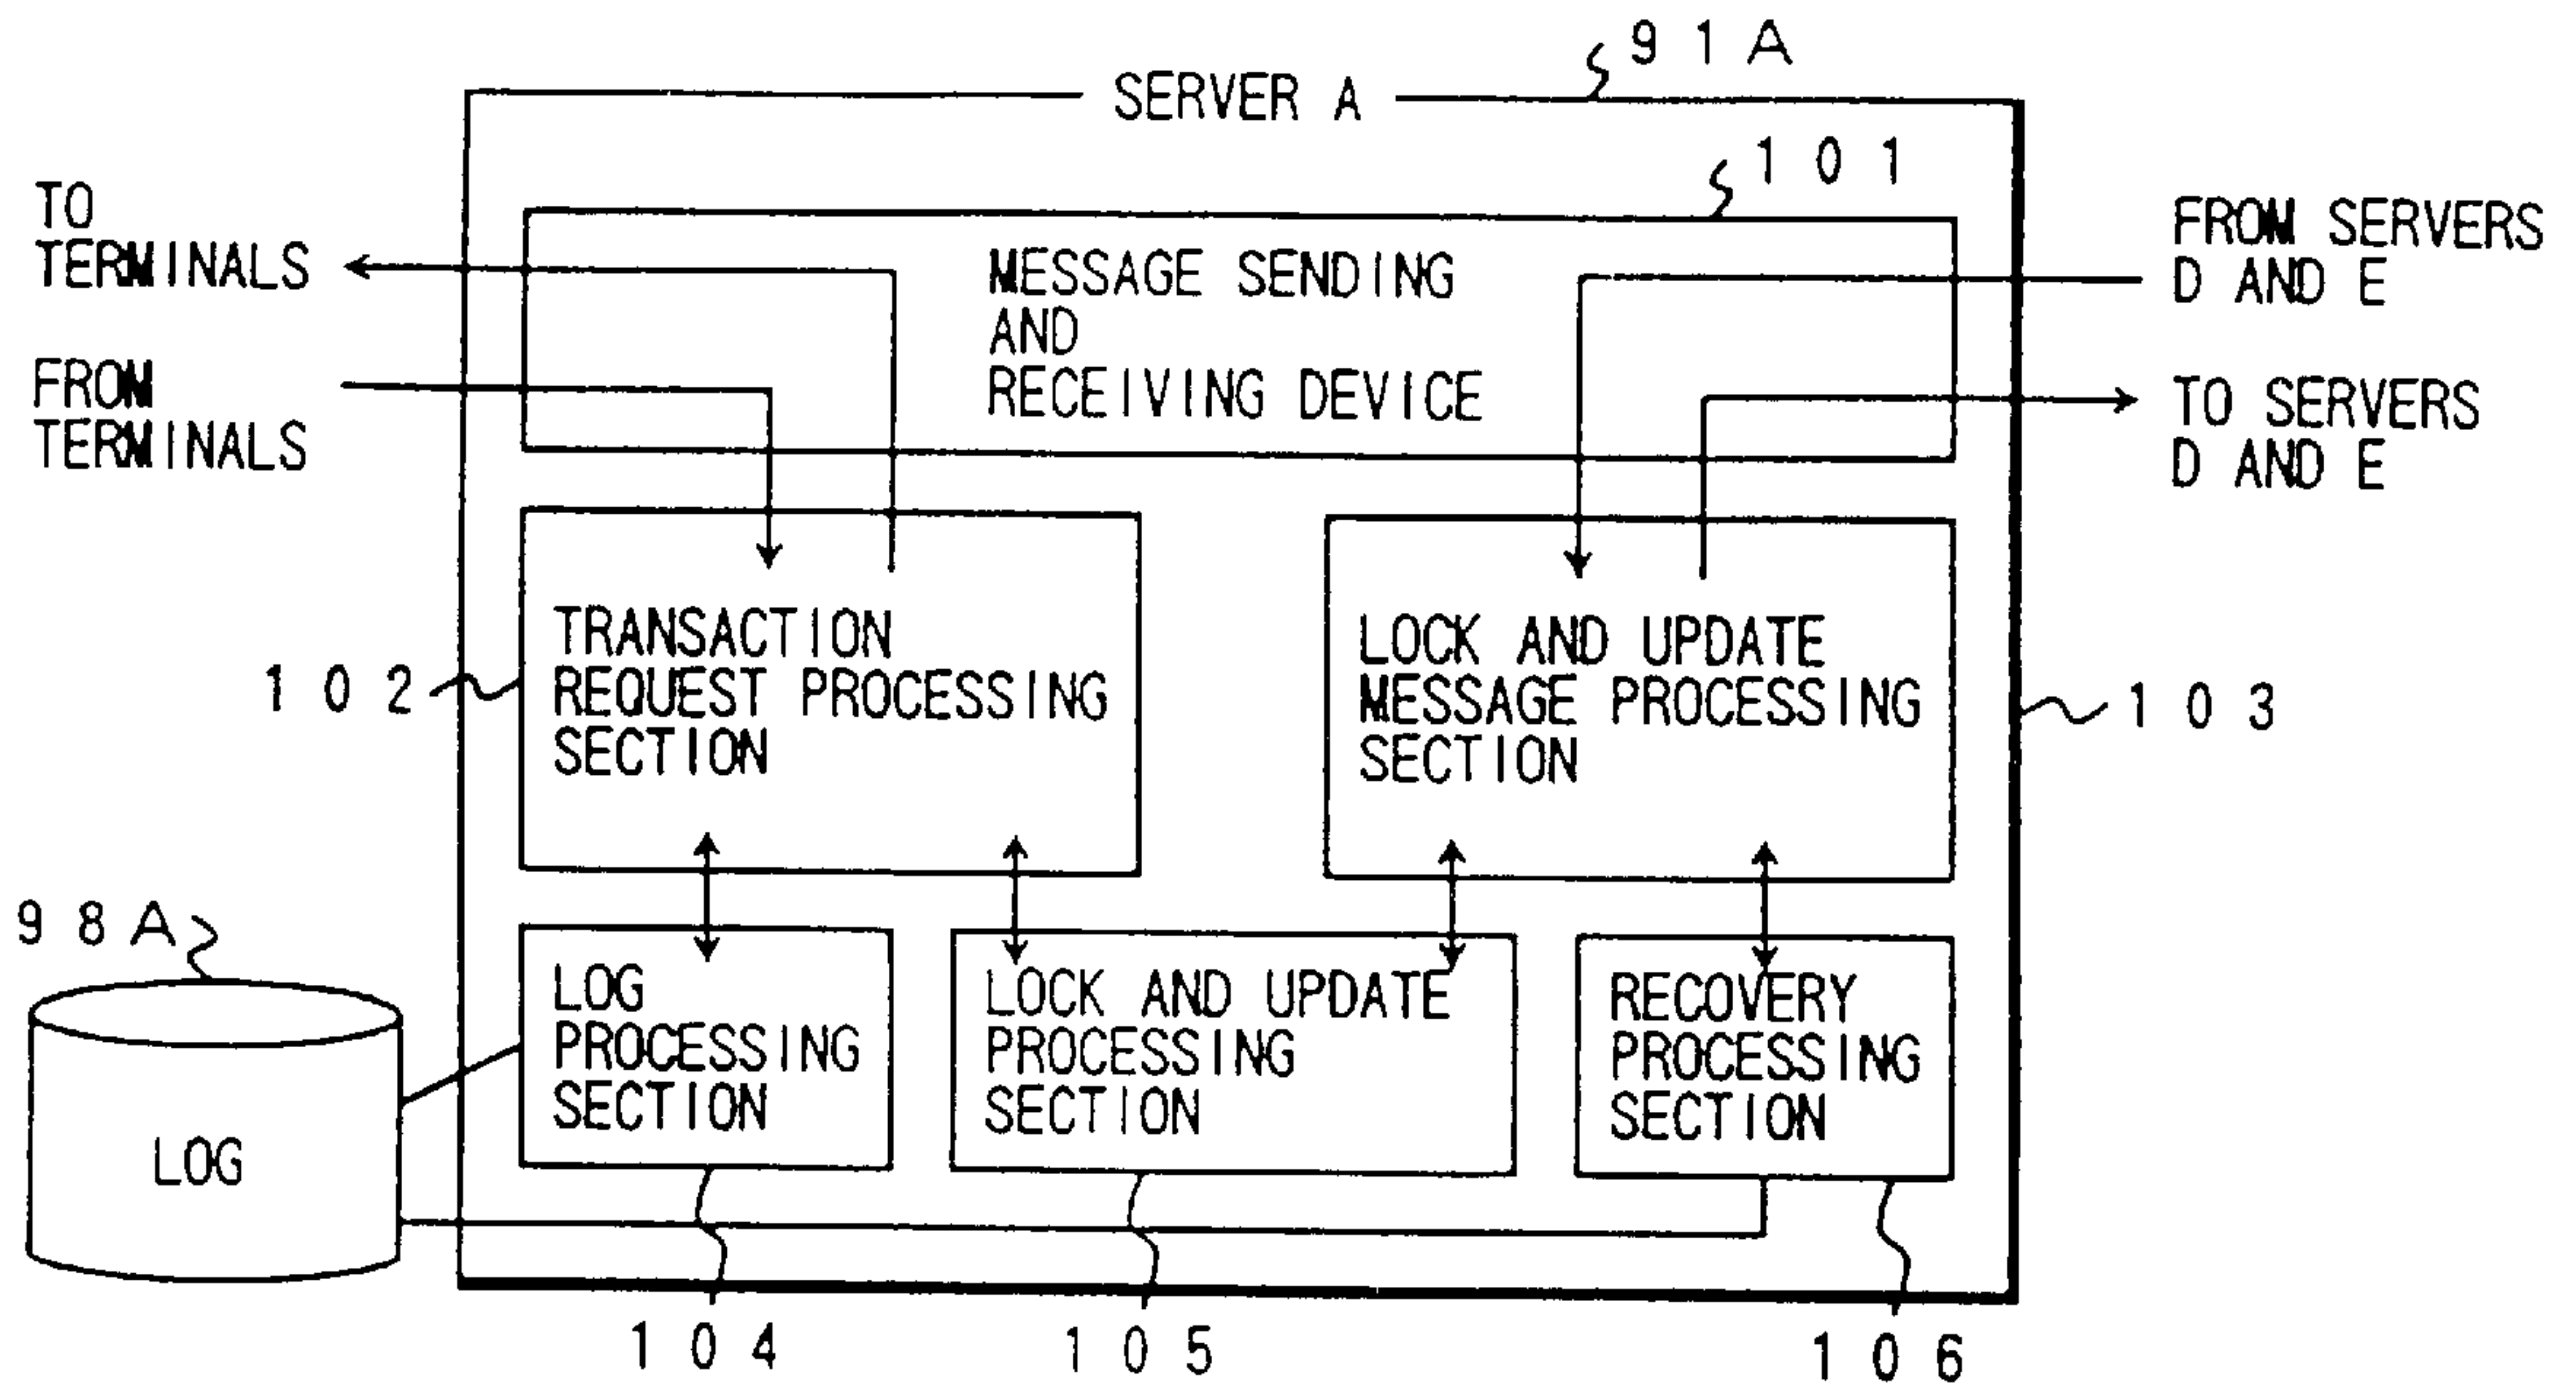 91A
SERVER A
101
TO
TERMINALS
FROM
TERMINALS
MESSAGE SENDING
AND
RECEIVING DEVICE
FROM SERVERS
D AND E
TO SERVERS
D AND E
TRANSACTION
REQUEST PROCESSING
SECTION
102
LOCK AND UPDATE
MESSAGE PROCESSING
SECTION
103
98A
LOG
LOG
PROCESSING
SECTION
LOCK AND UPDATE
PROCESSING
SECTION
RECOVERY
PROCESSING
SECTION
104
105
106